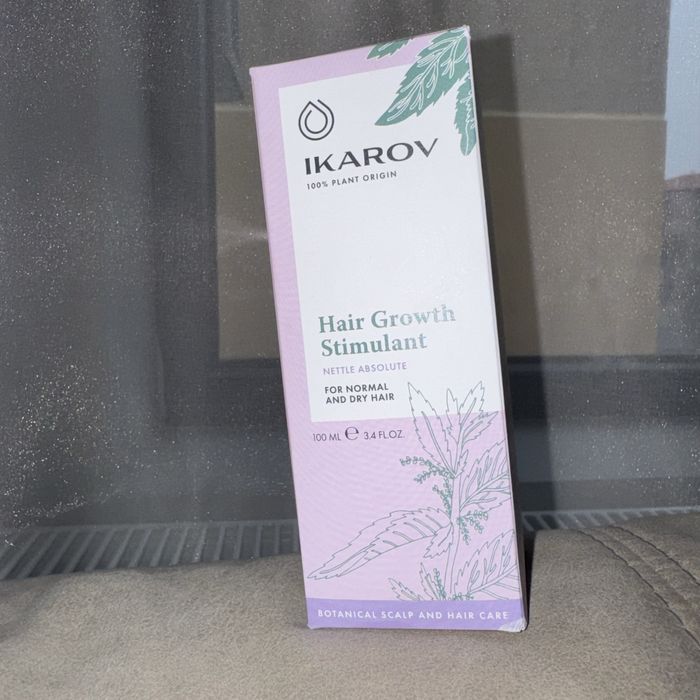 IKAROV
100% PLANT ORIGIN
Hair Growth
Stimulant
NETTLE ABSOLUTE
FOR NORMAL
AND DRY HAIR
100 ML ℮ 3.4 FL.OZ.
BOTANICAL SCALP AND HAIR CARE